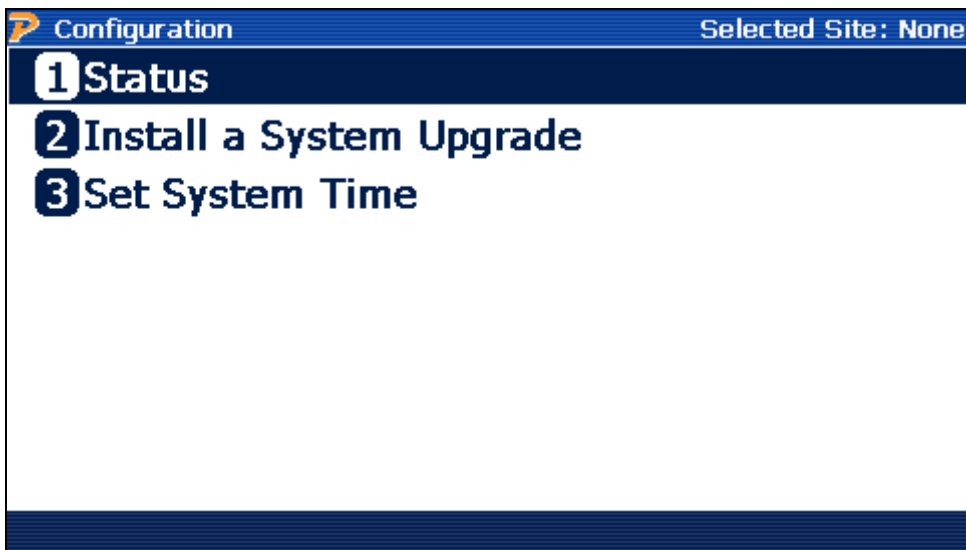 Configuration Selected Site: None
1 Status
2 Install a System Upgrade
3 Set System Time